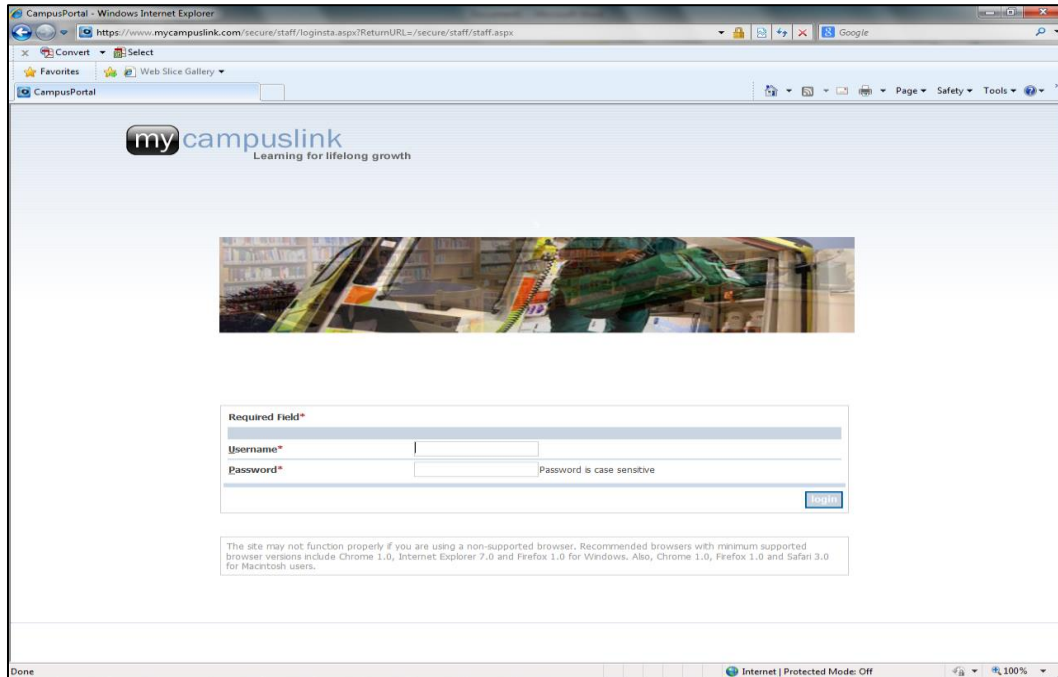 CampusPortal - Windows Internet Explorer
https://www.mycampuslink.com/secure/staff/loginsta.aspx?ReturnURL=/secure/staff/staff.aspx
Google
x Convert Select
Favorites Web Slice Gallery
CampusPortal
Page Safety Tools
my campuslink
Learning for lifelong growth
Required Field*
Username*
Password* Password is case sensitive
login
The site may not function properly if you are using a non-supported browser. Recommended browsers with minimum supported
browser versions include Chrome 1.0, Internet Explorer 7.0 and Firefox 1.0 for Windows. Also, Chrome 1.0, Firefox 1.0 and Safari 3.0
for Macintosh users.
Done Internet | Protected Mode: Off 100%